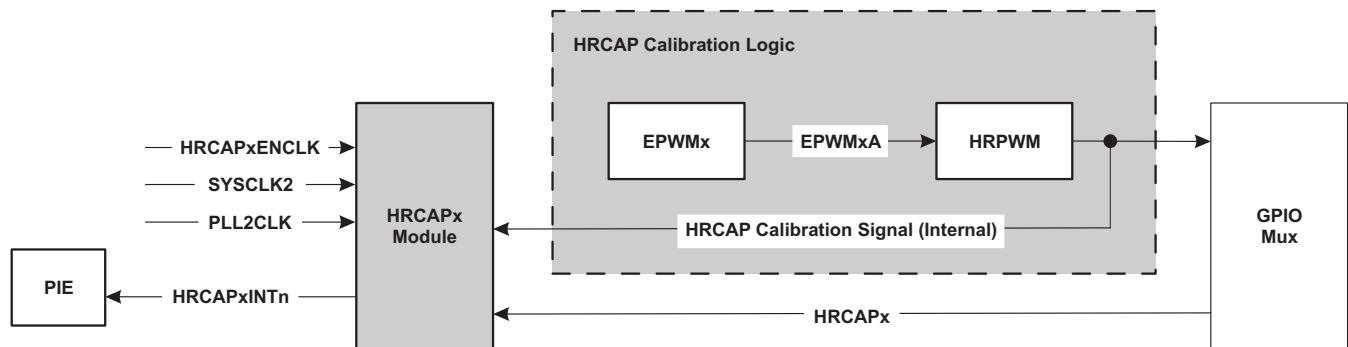 HRCAP Calibration Logic
EPWMx
EPWMxA
HRPWM
HRCAPxENCLK
SYSCLK2
PLL2CLK
HRCAPx
Module
HRCAP Calibration Signal (Internal)
GPIO
Mux
PIE
HRCAPxINTn
HRCAPx